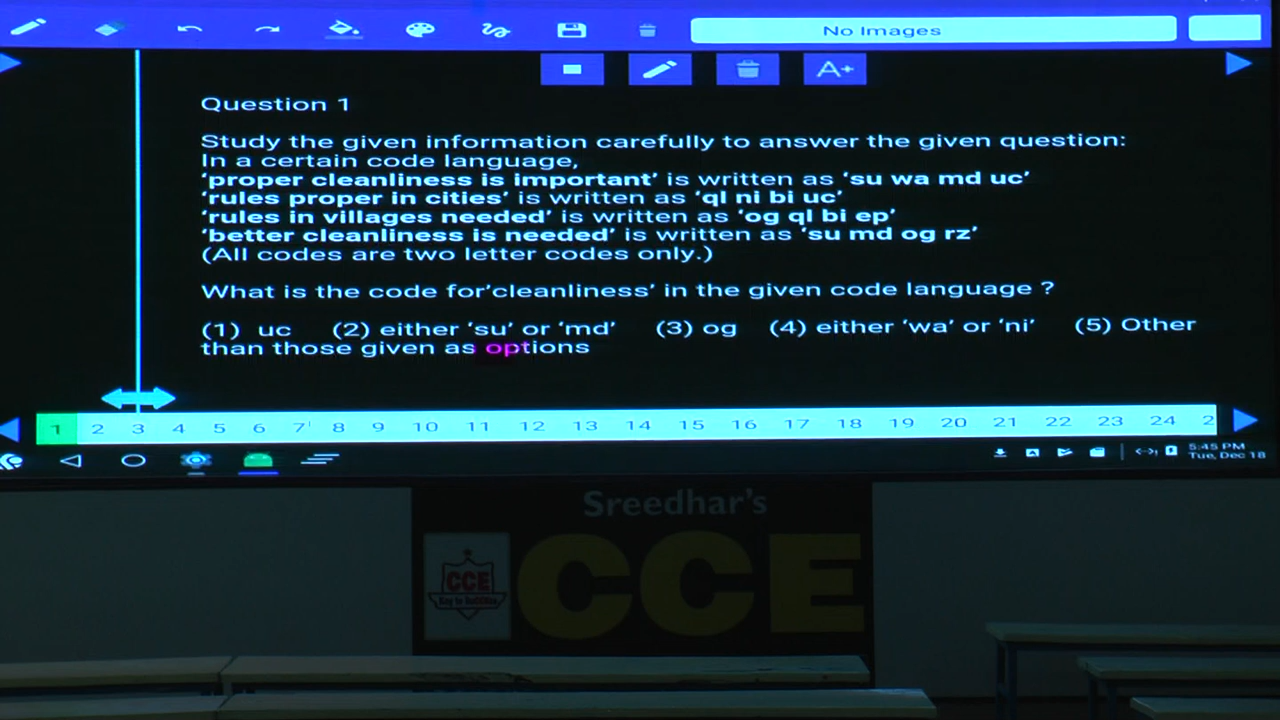 No Images
A+
Question 1
Study the given information carefully to answer the given question:
In a certain code language,
‘proper cleanliness is important’ is written as ‘su wa md uc’
‘rules proper in cities’ is written as ‘ql ni bi uc’
‘rules in villages needed’ is written as ‘og ql bi ep’
‘better cleanliness is needed’ is written as ‘su md og rz’
(All codes are two letter codes only.)
What is the code for’cleanliness’ in the given code language ?
(1) uc (2) either ‘su’ or ‘md’ (3) og (4) either ‘wa’ or ‘ni’ (5) Other
than those given as options
1 2 3 4 5 6 7 8 9 10 11 12 13 14 15 16 17 18 19 20 21 22 23 24 2
5:45 PM
Tue, Dec 18
Sreedhar's
CCE
CCE